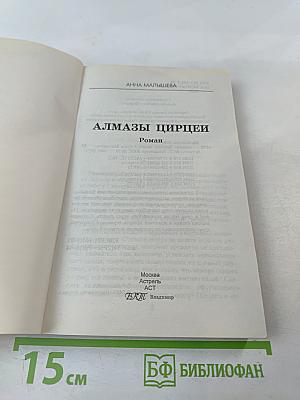 АННА МАЛЫШЕВА
АЛМАЗЫ ЦИРЦЕИ
Роман
Москва
Астрель
АСТ
ВКТ Владимир
15 см
БФ БИБЛИОФАН